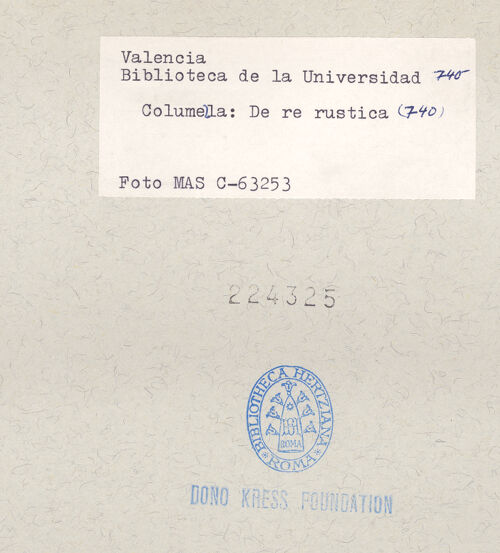 Valencia
Biblioteca de la Universidad 740
Columella: De re rustica (740)
Foto MAS C-63253
224325
BIBLIOTHECA HERTZIANA
ROMA
* ROMA *
DONO KRESS FOUNDATION